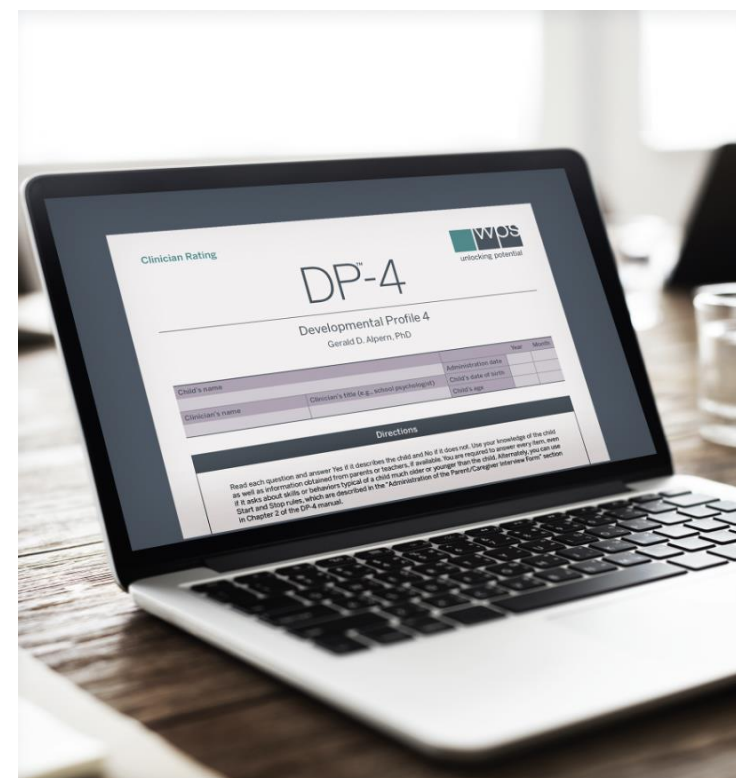 Clinician Rating
wps
unlocking potential
DP™-4
Developmental Profile 4
Gerald D. Alpern, PhD
Year Month
Child's name
Administration date
Clinician's name
Clinician's title (e.g., school psychologist)
Child's date of birth
Child's age
Directions
Read each question and answer Yes if it describes the child and No if it does not. Use your knowledge of the child
as well as information obtained from parents or teachers, if available. You are required to answer every item, even
if it asks about skills or behaviors typical of a child much older or younger than the child. Alternately, you can use
Start and Stop rules, which are described in the "Administration of the Parent/Caregiver Interview Form" section
in Chapter 2 of the DP-4 manual.